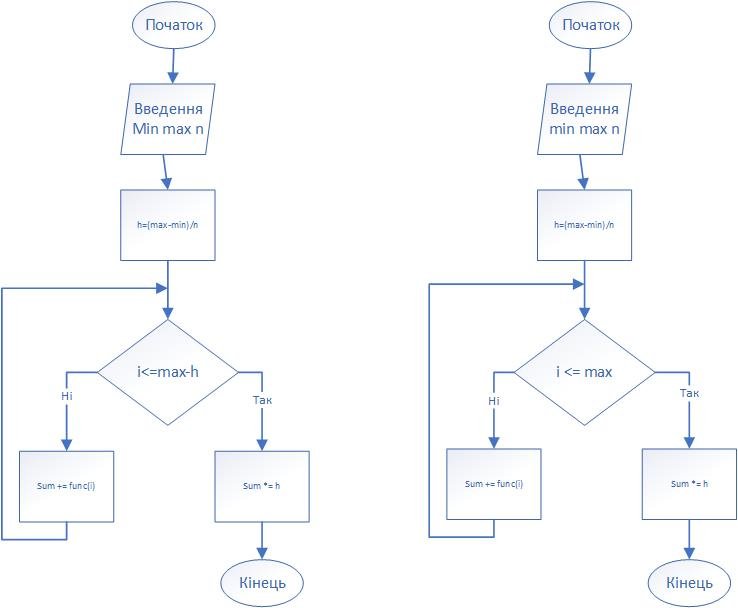 Початок
Введення
Min max n
h=(max-min)/n
i<=max-h
Ні
Так
Sum += func(i)
Sum *= h
Кінець
Початок
Введення
min max n
h=(max-min)/n
i <= max
Ні
Так
Sum += func(i)
Sum *= h
Кінець